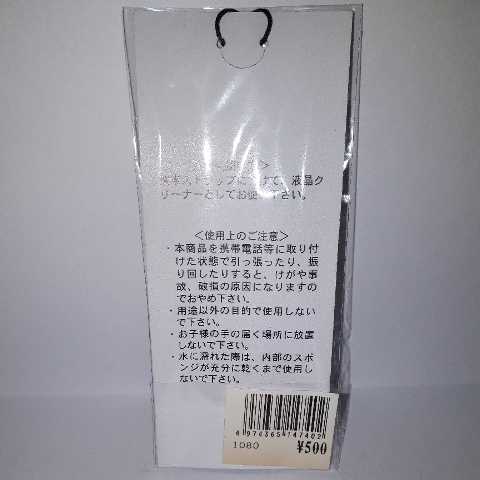 ＞
ストラップにつけて、液晶ク
リーナーとしてお使い下さい。
＜使用上のご注意＞
・本商品を携帯電話等に取り付
けた状態で引っ張ったり、振
り回したりすると、けがや事
故、破損の原因になりますの
でおやめ下さい。
・用途以外の目的で使用しない
で下さい。
・お子様の手の届く場所に放置
しないで下さい。
・水に濡れた際は、内部のスポ
ンジが充分に乾くまで使用し
ないで下さい。
1080 ¥500